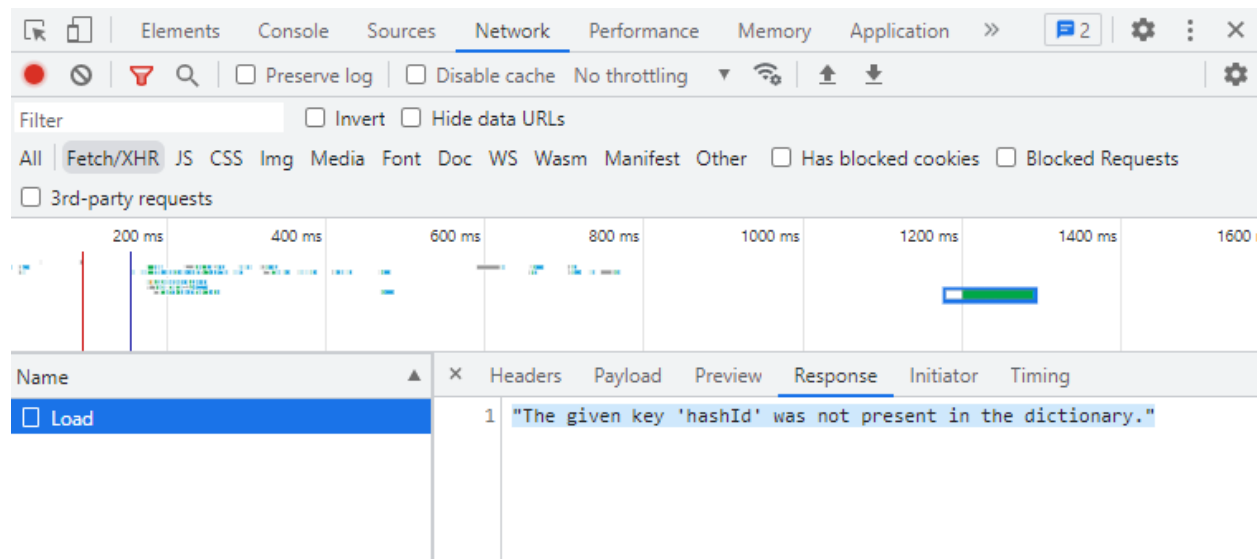 Elements Console Sources Network Performance Memory Application » 2
Preserve log Disable cache No throttling
Filter Invert Hide data URLs
All Fetch/XHR JS CSS Img Media Font Doc WS Wasm Manifest Other Has blocked cookies Blocked Requests
3rd-party requests
200 ms 400 ms 600 ms 800 ms 1000 ms 1200 ms 1400 ms 1600
Name Headers Payload Preview Response Initiator Timing
Load 1 "The given key 'hashId' was not present in the dictionary."